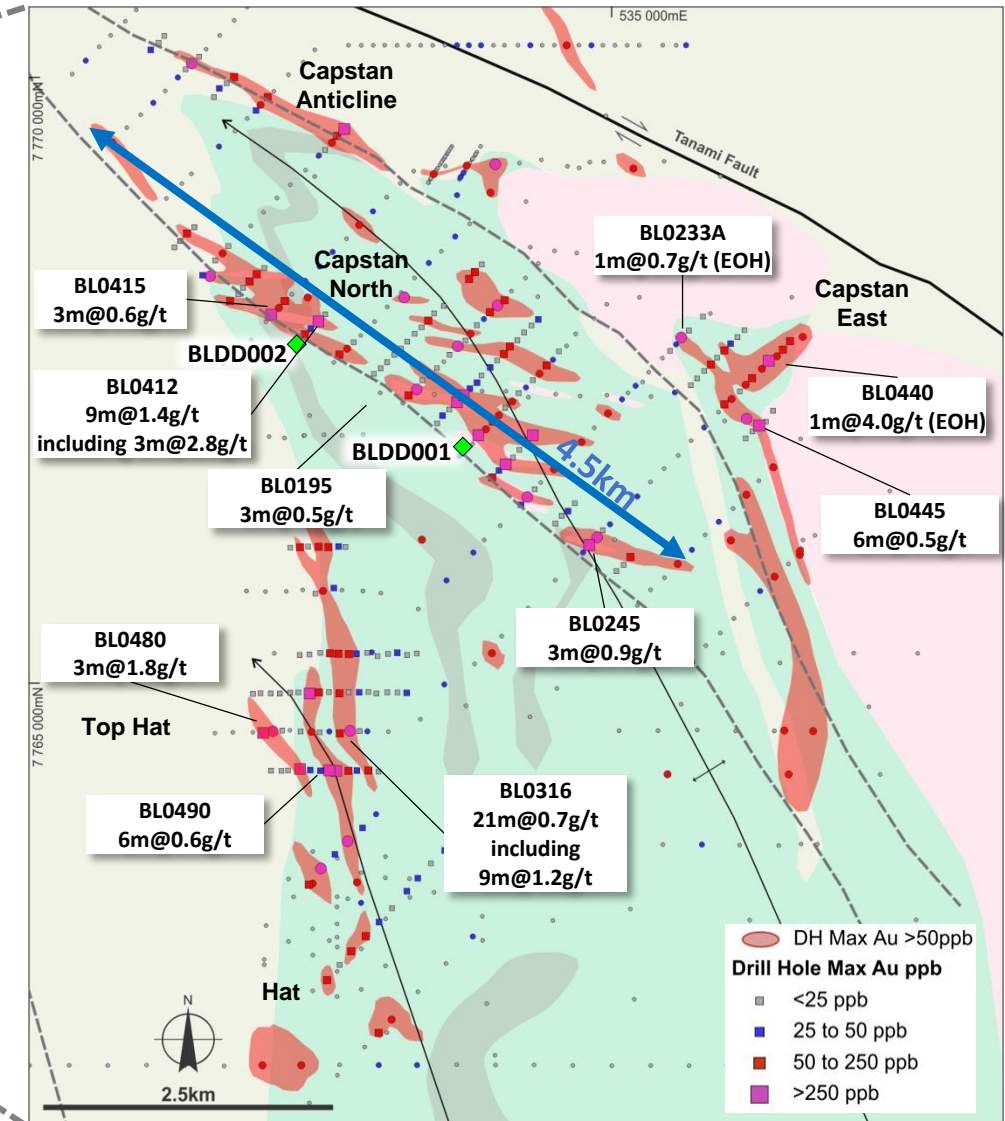 535 000mE
7 770 000mN
Capstan
Anticline
Tanami Fault
BL0233A
1m@0.7g/t (EOH)
Capstan
North
Capstan
East
BL0415
3m@0.6g/t
BLDD002
BL0412
9m@1.4g/t
including 3m@2.8g/t
BL0440
1m@4.0g/t (EOH)
BLDD001
4.5km
BL0195
3m@0.5g/t
BL0445
6m@0.5g/t
BL0245
3m@0.9g/t
BL0480
3m@1.8g/t
7 765 000mN
Top Hat
BL0490
6m@0.6g/t
BL0316
21m@0.7g/t
including
9m@1.2g/t
Hat
N
2.5km
DH Max Au >50ppb
Drill Hole Max Au ppb
<25 ppb
25 to 50 ppb
50 to 250 ppb
>250 ppb